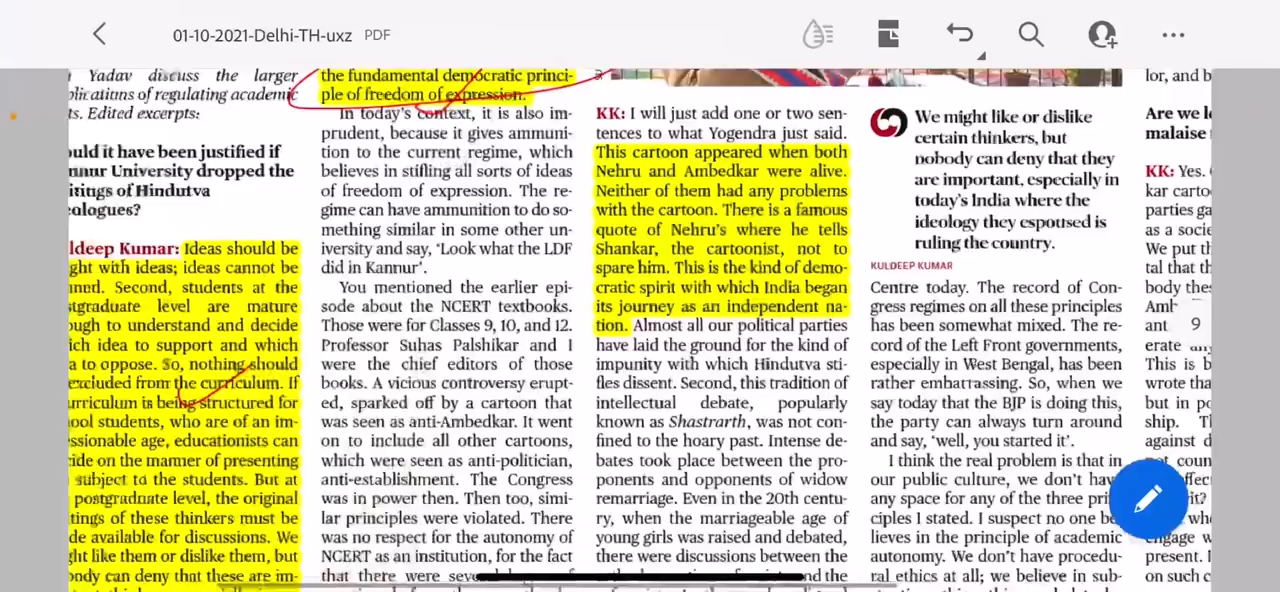 01-10-2021-Delhi-TH-uxz PDF
Yadav discuss the larger
of regulating academic
Edited excerpts:
it have been justified if
University dropped the
of Hindutva
Kumar: Ideas should be
with ideas; ideas cannot be
Second, students at the
level are mature
to understand and decide
idea to support and which
to oppose. So, nothing should
excluded from the curriculum. If
curriculum is being structured for
students, who are of an im-
age, educationists can
on the manner of presenting
subject to the students. But at
postgraduate level, the original
of these thinkers must be
available for discussions. We
like them or dislike them, but
can deny that these are im-
the fundamental democratic princi-
ple of freedom of expression.
In today's context, it is also im-
prudent, because it gives ammuni-
tion to the current regime, which
believes in stifling all sorts of ideas
of freedom of expression. The re-
gime can have ammunition to do so-
mething similar in some other un-
iversity and say, 'Look what the LDF
did in Kannur'.
You mentioned the earlier epi-
sode about the NCERT textbooks.
Those were for Classes 9, 10, and 12.
Professor Suhas Palshikar and I
were the chief editors of those
books. A vicious controversy erupt-
ed, sparked off by a cartoon that
was seen as anti-Ambedkar. It went
on to include all other cartoons,
which were seen as anti-politician,
anti-establishment. The Congress
was in power then. Then too, simi-
lar principles were violated. There
was no respect for the autonomy of
NCERT as an institution, for the fact
that there were
KK: I will just add one or two sen-
tences to what Yogendra just said.
This cartoon appeared when both
Nehru and Ambedkar were alive.
Neither of them had any problems
with the cartoon. There is a famous
quote of Nehru's where he tells
Shankar, the cartoonist, not to
spare him. This is the kind of demo-
cratic spirit with which India began
its journey as an independent na-
tion. Almost all our political parties
have laid the ground for the kind of
impunity with which Hindutva sti-
fles dissent. Second, this tradition of
intellectual debate, popularly
known as Shastrarth, was not con-
fined to the hoary past. Intense de-
bates took place between the pro-
ponents and opponents of widow
remarriage. Even in the 20th centu-
ry, when the marriageable age of
young girls was raised and debated,
there were discussions between the
and the
We might like or dislike
certain thinkers, but
nobody can deny that they
are important, especially in
today's India where the
ideology they espoused is
ruling the country.
KULDEEP KUMAR
Centre today. The record of Con-
gress regimes on all these principles
has been somewhat mixed. The re-
cord of the Left Front governments,
especially in West Bengal, has been
rather embarrassing. So, when we
say today that the BJP is doing this,
the party can always turn around
and say, 'well, you started it'.
I think the real problem is that in
our public culture, we don't have
any space for any of the three prin
ciples I stated. I suspect no one be
lieves in the principle of academic
autonomy. We don't have procedu-
ral ethics at all; we believe in sub-
lor, and b
Are we l
malaise
KK: Yes.
kar carto
parties ga
as a socie
We put th
tal that th
body thes
Amb
ant
9
erate
This is b
wrote tha
but in po
ship. T
against d
coun
engage w
present.
on such c